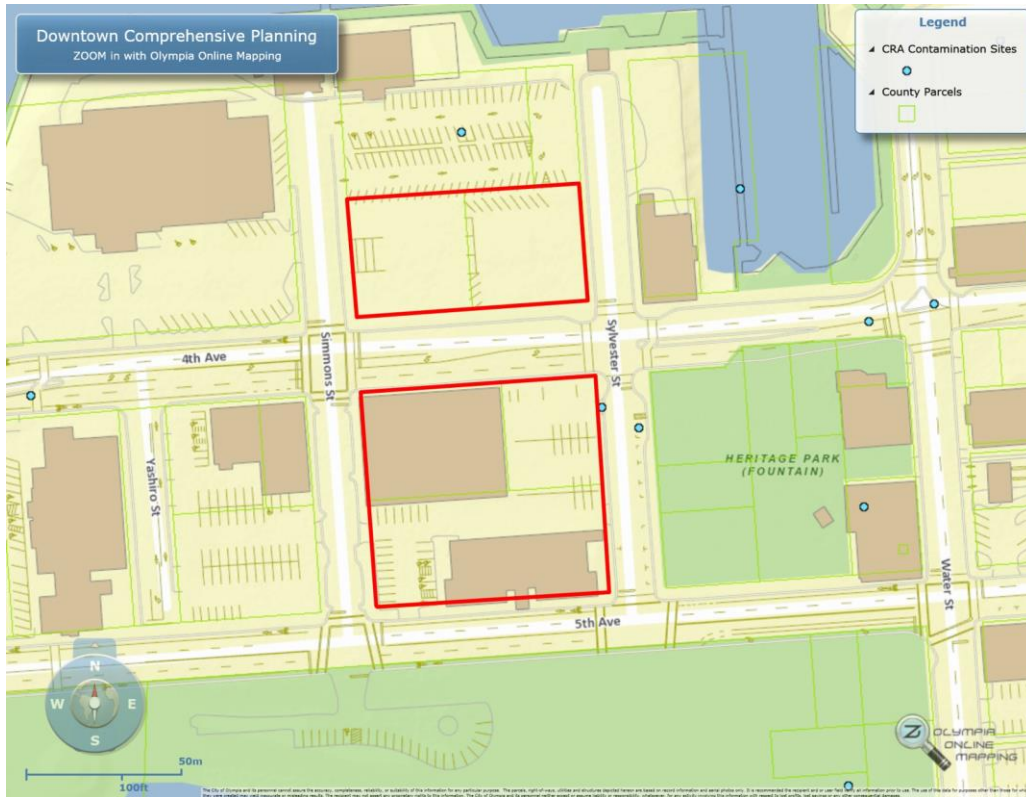 Downtown Comprehensive Planning
ZOOM in with Olympia Online Mapping
Legend
CRA Contamination Sites
County Parcels
4th Ave
Simmons St
Sylvester St
Yashiro St
HERITAGE PARK
(FOUNTAIN)
Water St
5th Ave
N
W E
S
50m
100ft
OLYMPIA
ONLINE
MAPPING